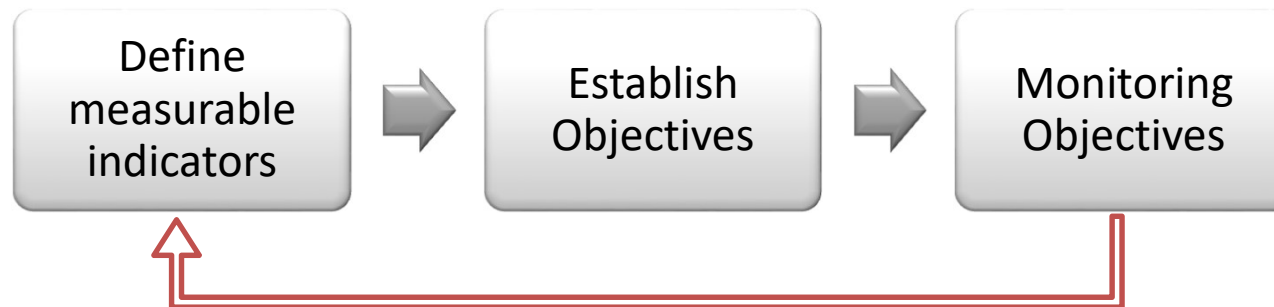 Define
measurable
indicators
Establish
Objectives
Monitoring
Objectives